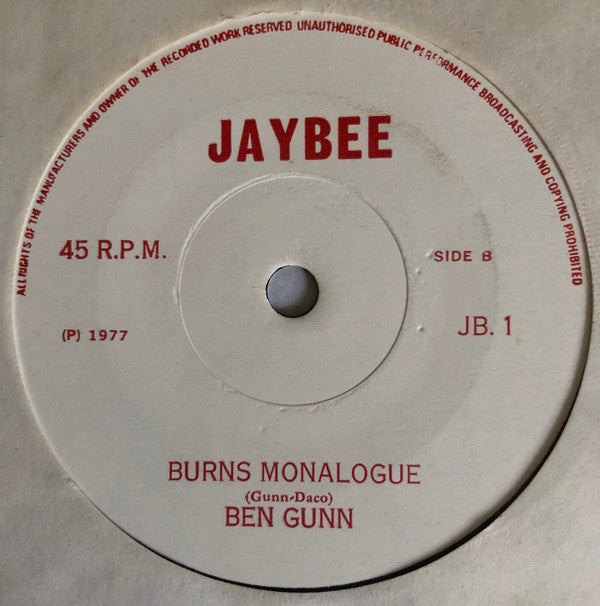 ALL RIGHTS OF THE MANUFACTURERS AND OWNER OF THE RECORDED WORK RESERVED UNAUTHORISED PUBLIC PERFORMANCE BROADCASTING AND COPYING PROHIBITED
JAYBEE
45 R.P.M.
SIDE B
(P) 1977
JB. 1
BURNS MONALOGUE
(Gunn-Daco)
BEN GUNN